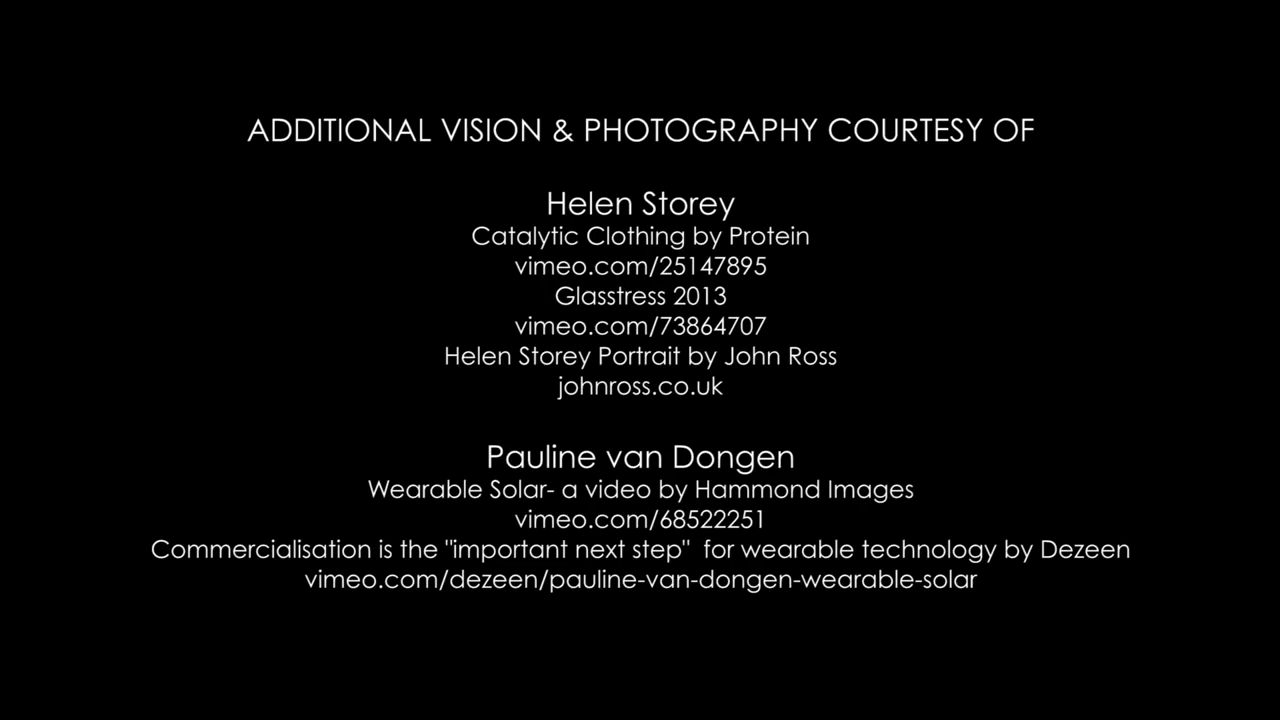 ADDITIONAL VISION & PHOTOGRAPHY COURTESY OF
Helen Storey
Catalytic Clothing by Protein
vimeo.com/25147895
Glasstress 2013
vimeo.com/73864707
Helen Storey Portrait by John Ross
johnross.co.uk
Pauline van Dongen
Wearable Solar- a video by Hammond Images
vimeo.com/68522251
Commercialisation is the "important next step"  for wearable technology by Dezeen
vimeo.com/dezeen/pauline-van-dongen-wearable-solar